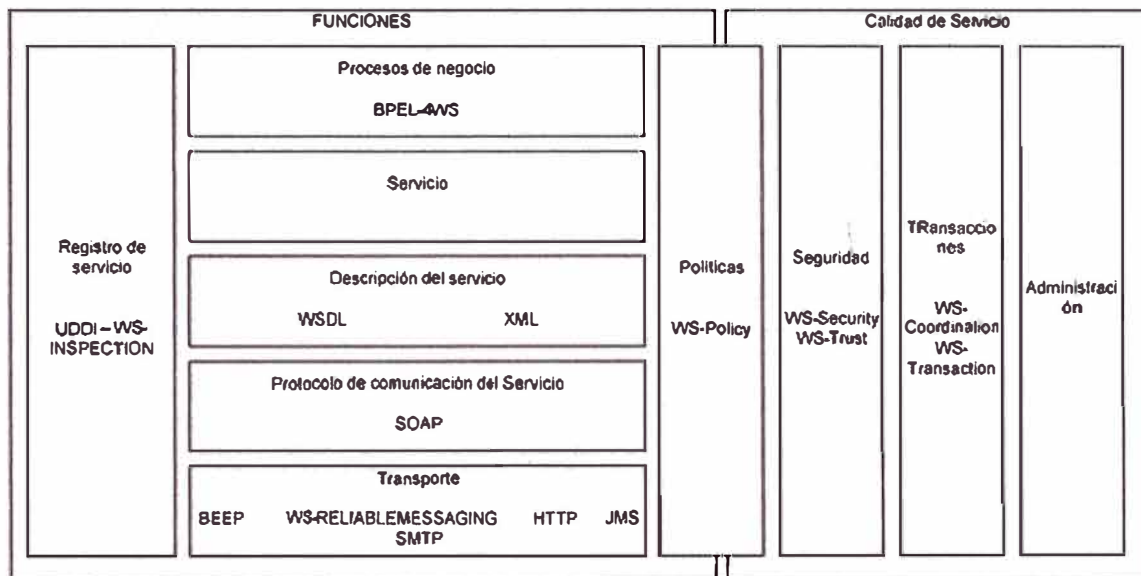 FUNCIONES
Calidad de Servicio
Registro de
servicio
UDDI – WS-
INSPECTION
Procesos de negocio
BPEL-4WS
Servicio
Descripción del servicio
WSDL XML
Protocolo de comunicación del Servicio
SOAP
Transporte
BEEP WS-RELIABLEMESSAGING HTTP JMS
SMTP
Políticas
WS-Policy
Seguridad
WS-Security
WS-Trust
TRansaccio
nes
WS-
Coordination
WS-
Transaction
Administraci
ón